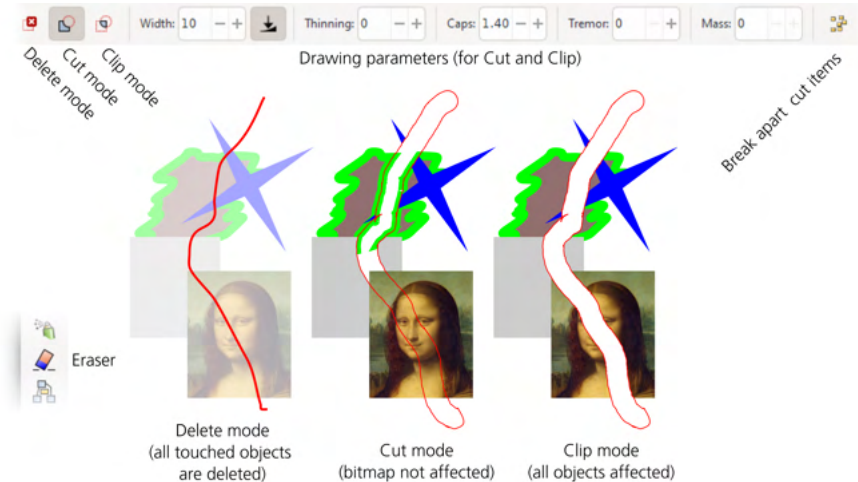 Width: 10 Thinning: 0 Caps: 1.40 Tremor: 0 Mass: 0
Delete mode
Cut mode
Clip mode
Drawing parameters (for Cut and Clip)
Break apart cut items
Eraser
Delete mode
(all touched objects
are deleted)
Cut mode
(bitmap not affected)
Clip mode
(all objects affected)